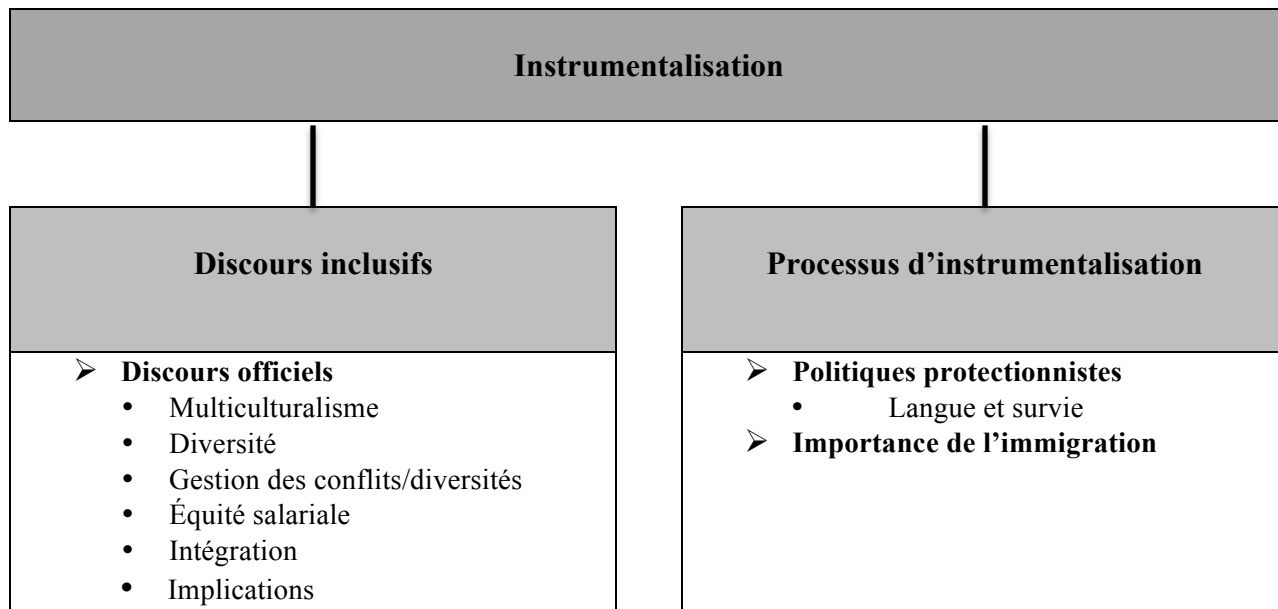 Instrumentalisation
Discours inclusifs
➢ Discours officiels
• Multiculturalisme
• Diversité
• Gestion des conflits/diversités
• Équité salariale
• Intégration
• Implications
Processus d’instrumentalisation
➢ Politiques protectionnistes
• Langue et survie
➢ Importance de l’immigration